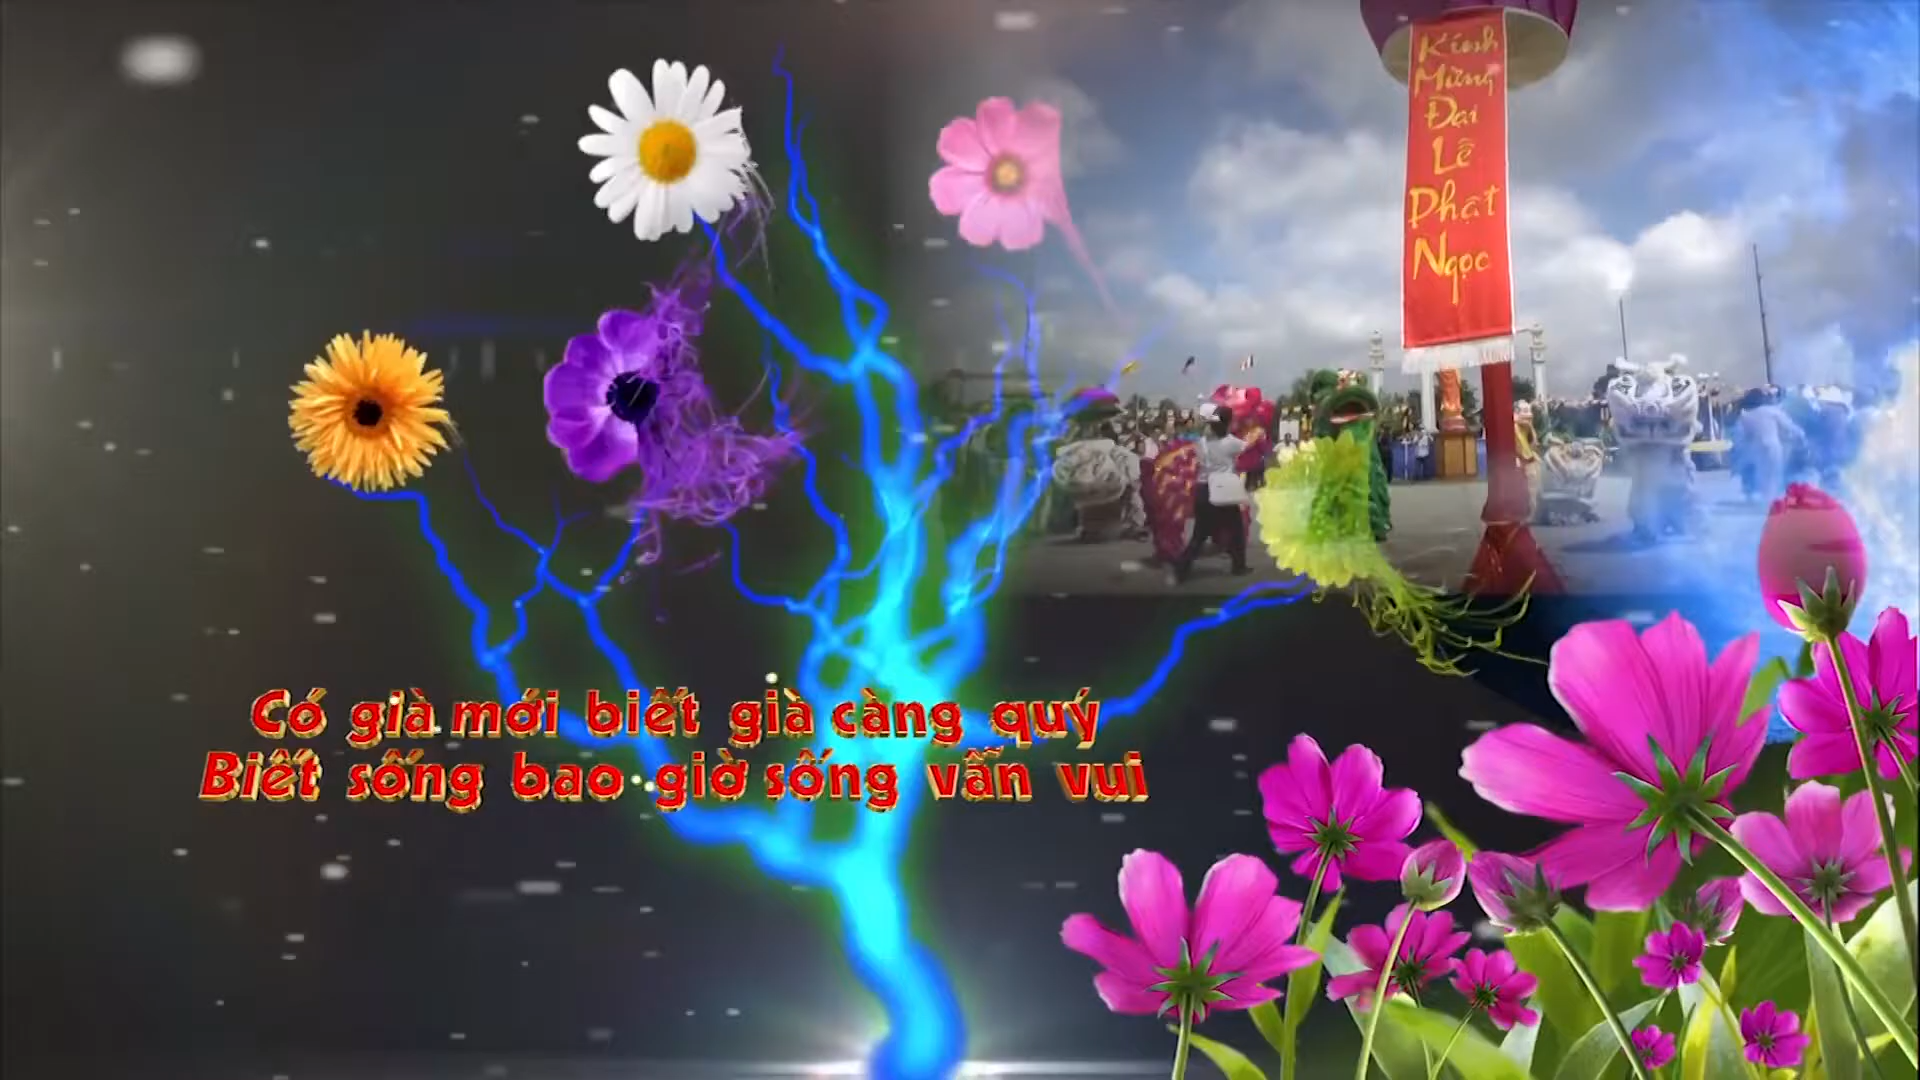 Kính
Mừng
Đại
Lễ
Phật
Ngọc
Có già mới biết già càng quý
Biết sống bao giờ sống vẫn vui